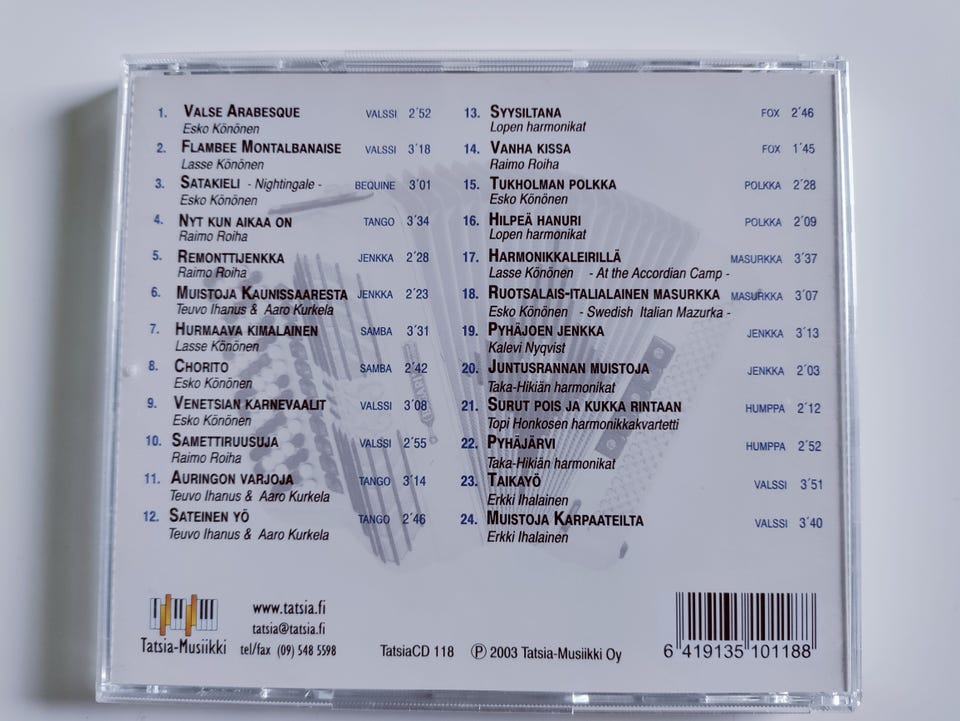 1. VALSE ARABESQUE VALSSI 2´52
Esko Könönen
2. FLAMBEE MONTALBANAISE VALSSI 3´18
Lasse Könönen
3. SATAKIELI - Nightingale - BEQUINE 3´01
Esko Könönen
4. NYT KUN AIKAA ON TANGO 3´34
Raimo Roiha
5. REMONTTIJENKKA JENKKA 2´28
Raimo Roiha
6. MUISTOJA KAUNISSAARESTA JENKKA 2´23
Teuvo Ihanus & Aaro Kurkela
7. HURMAAVA KIMALAINEN SAMBA 3´31
Lasse Könönen
8. CHORITO SAMBA 2´42
Esko Könönen
9. VENETSIAN KARNEVAALIT VALSSI 3´08
Esko Könönen
10. SAMETTIRUUSUJA VALSSI 2´55
Raimo Roiha
11. AURINGON VARJOJA TANGO 3´14
Teuvo Ihanus & Aaro Kurkela
12. SATEINEN YÖ TANGO 2´46
Teuvo Ihanus & Aaro Kurkela
13. SYYSILTANA FOX 2´46
Lopen harmonikat
14. VANHA KISSA FOX 1´45
Raimo Roiha
15. TUKHOLMAN POLKKA POLKKA 2´28
Esko Könönen
16. HILPEÄ HANURI POLKKA 2´09
Lopen harmonikat
17. HARMONIKKALEIRILLÄ MASURKKA 3´37
Lasse Könönen - At the Accordian Camp -
18. RUOTSALAIS-ITALIALAINEN MASURKKA MASURKKA 3´07
Esko Könönen - Swedish Italian Mazurka -
19. PYHÄJOEN JENKKA JENKKA 3´13
Kalevi Nyqvist
20. JUNTUSRANNAN MUISTOJA JENKKA 2´03
Taka-Hikiän harmonikat
21. SURUT POIS JA KUKKA RINTAAN HUMPPA 2´12
Topi Honkosen harmonikkakvartetti
22. PYHÄJÄRVI HUMPPA 2´52
Taka-Hikiän harmonikat
23. TAIKAYÖ VALSSI 3´51
Erkki Ihalainen
24. MUISTOJA KARPAATEILTA VALSSI 3´40
Erkki Ihalainen
Tatsia-Musiikki
www.tatsia.fi
tatsia@tatsia.fi
tel/fax (09) 548 5598
TatsiaCD 118 Ⓟ 2003 Tatsia-Musiikki Oy
6 419135 101188